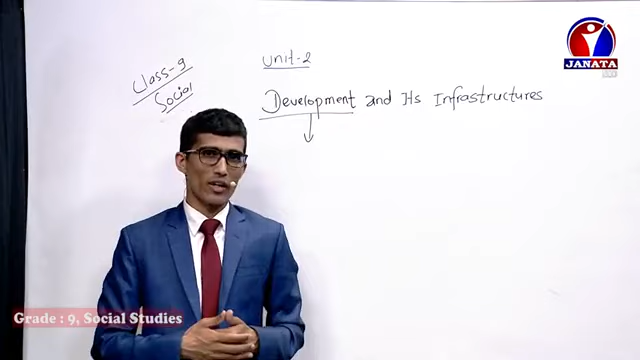 Class-9
Social
Unit-2
Development and Its Infrastructures
JANATA
Grade : 9, Social Studies